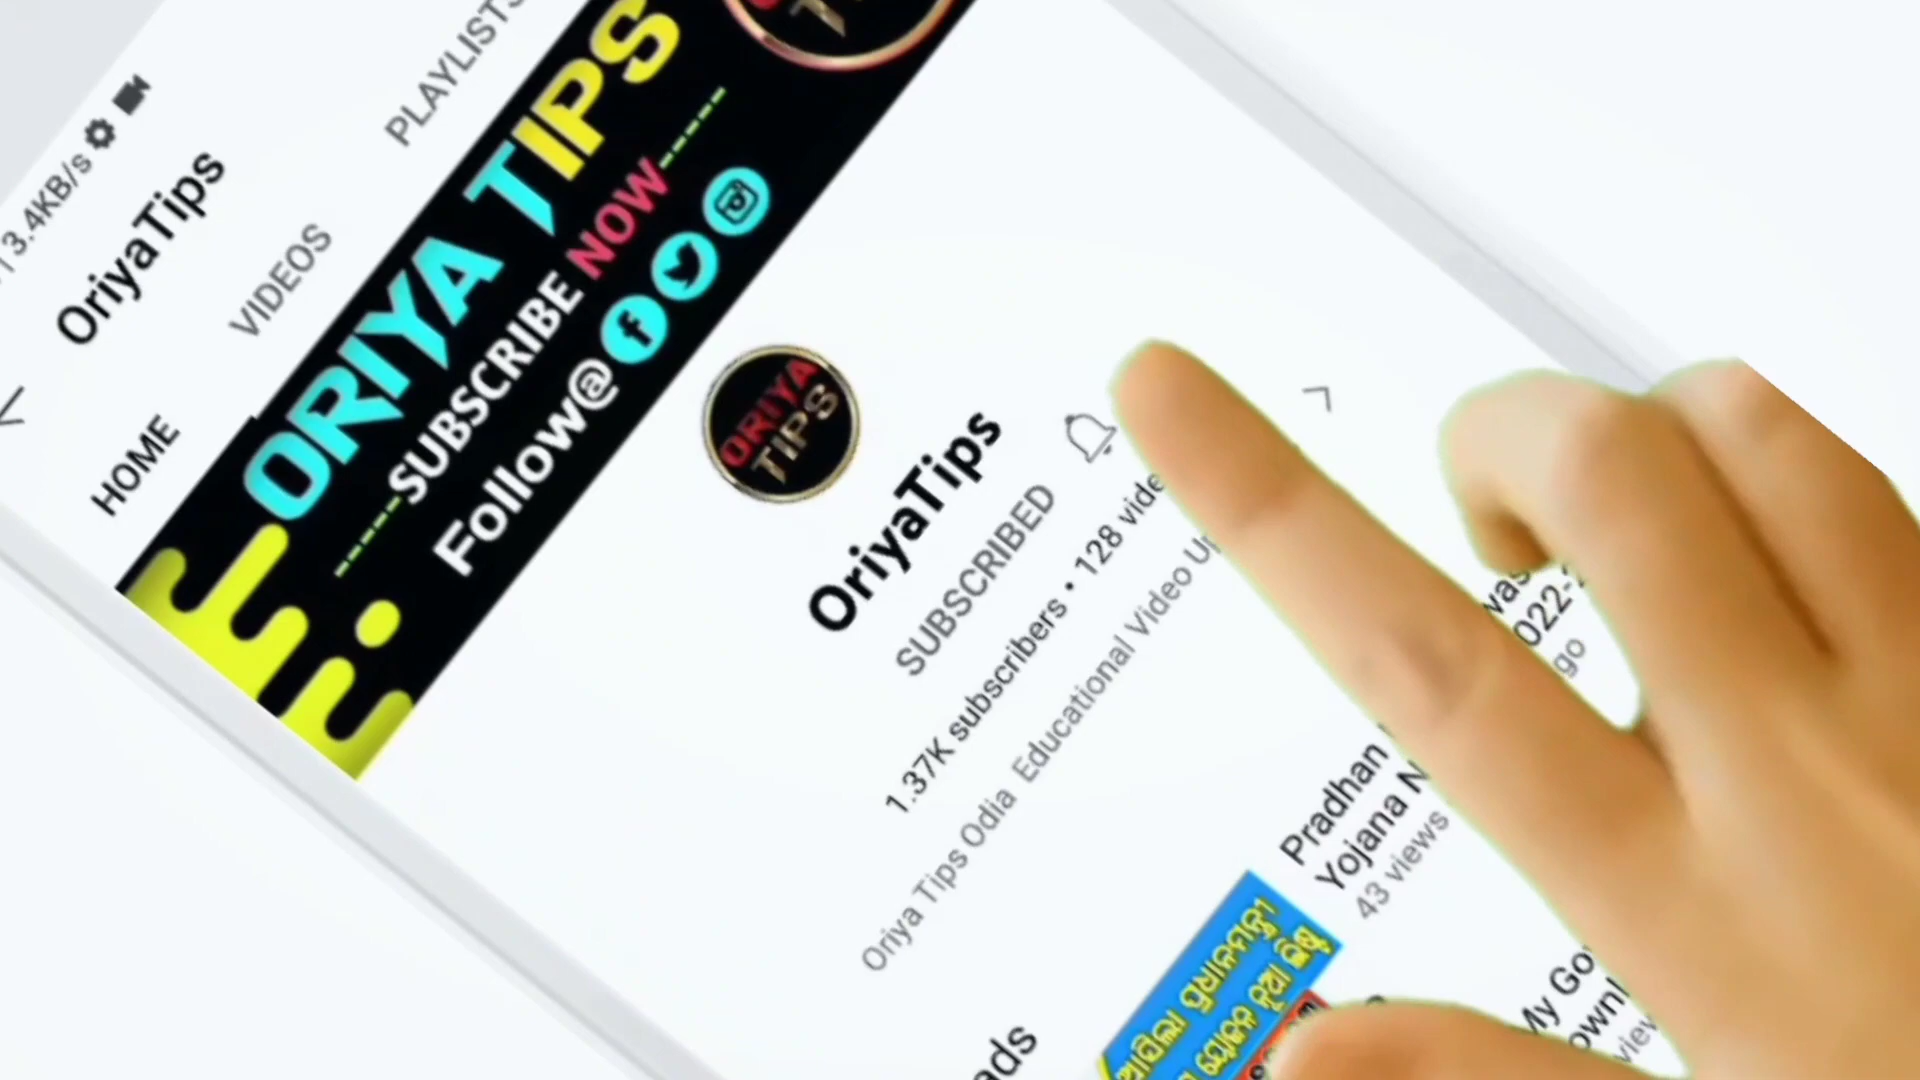 3.4KB/s
OriyaTips
HOME
VIDEOS
PLAYLISTS
ORIYA TIPS
-----SUBSCRIBE NOW-----
Follow@
ORIYA
TIPS
OriyaTips
SUBSCRIBED
1.37K subscribers • 128
Oriya Tips Odia Educational Video
Pradhan
Yojana
43 views
My